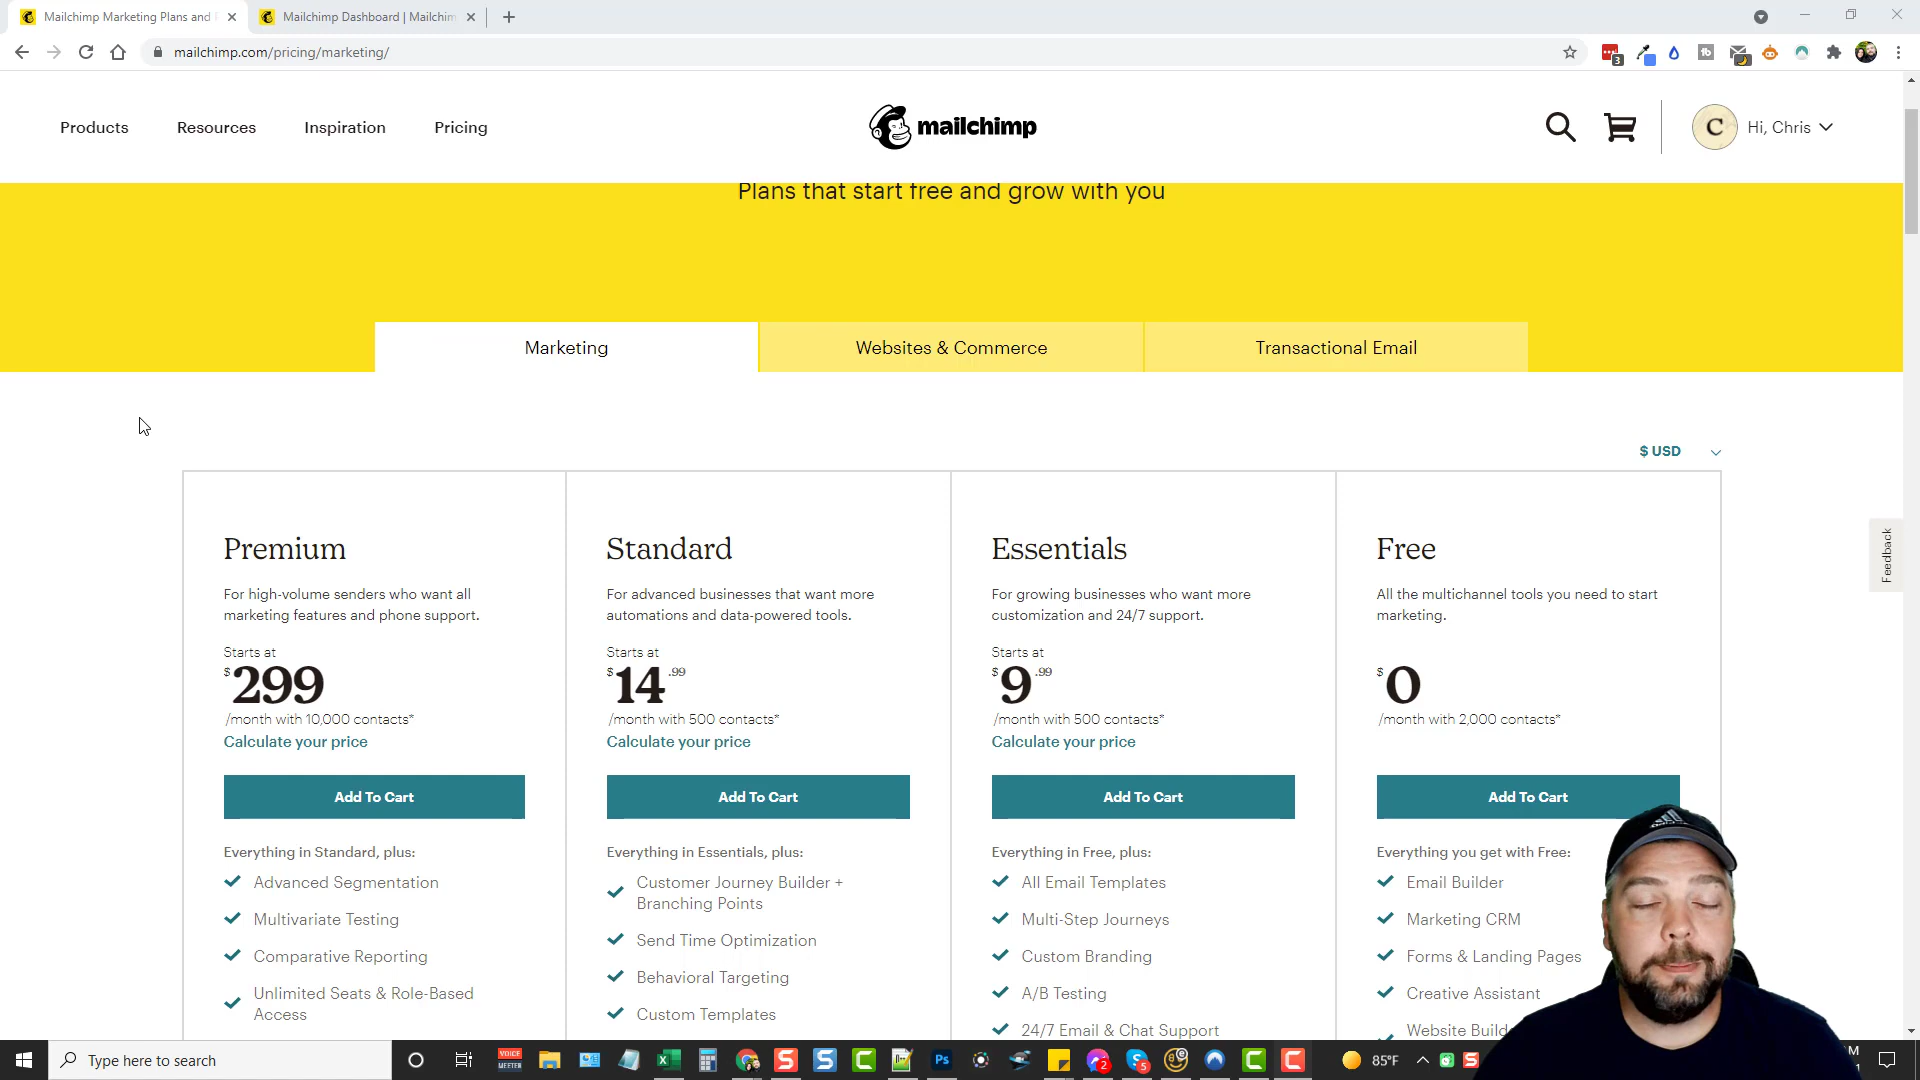 Mailchimp Marketing Plans and
Mailchimp Dashboard | Mailchim
mailchimp.com/pricing/marketing/
3
Products
Resources
Inspiration
Pricing
mailchimp
C
Hi, Chris
Plans that start free and grow with you
Marketing
Websites & Commerce
Transactional Email
$ USD
Feedback
Premium
For high-volume senders who want all
marketing features and phone support.
Starts at
$299
/month with 10,000 contacts*
Calculate your price
Add To Cart
Everything in Standard, plus:
Advanced Segmentation
Multivariate Testing
Comparative Reporting
Unlimited Seats & Role-Based
Access
Standard
For advanced businesses that want more
automations and data-powered tools.
Starts at
$14.99
/month with 500 contacts*
Calculate your price
Add To Cart
Everything in Essentials, plus:
Customer Journey Builder +
Branching Points
Send Time Optimization
Behavioral Targeting
Custom Templates
Essentials
For growing businesses who want more
customization and 24/7 support.
Starts at
$9.99
/month with 500 contacts*
Calculate your price
Add To Cart
Everything in Free, plus:
All Email Templates
Multi-Step Journeys
Custom Branding
A/B Testing
24/7 Email & Chat Support
Free
All the multichannel tools you need to start
marketing.
$0
/month with 2,000 contacts*
Add To Cart
Everything you get with Free:
Email Builder
Marketing CRM
Forms & Landing Pages
Creative Assistant
Website Build
Type here to search
VOICE
MEETER
Ps
2
5
85°F